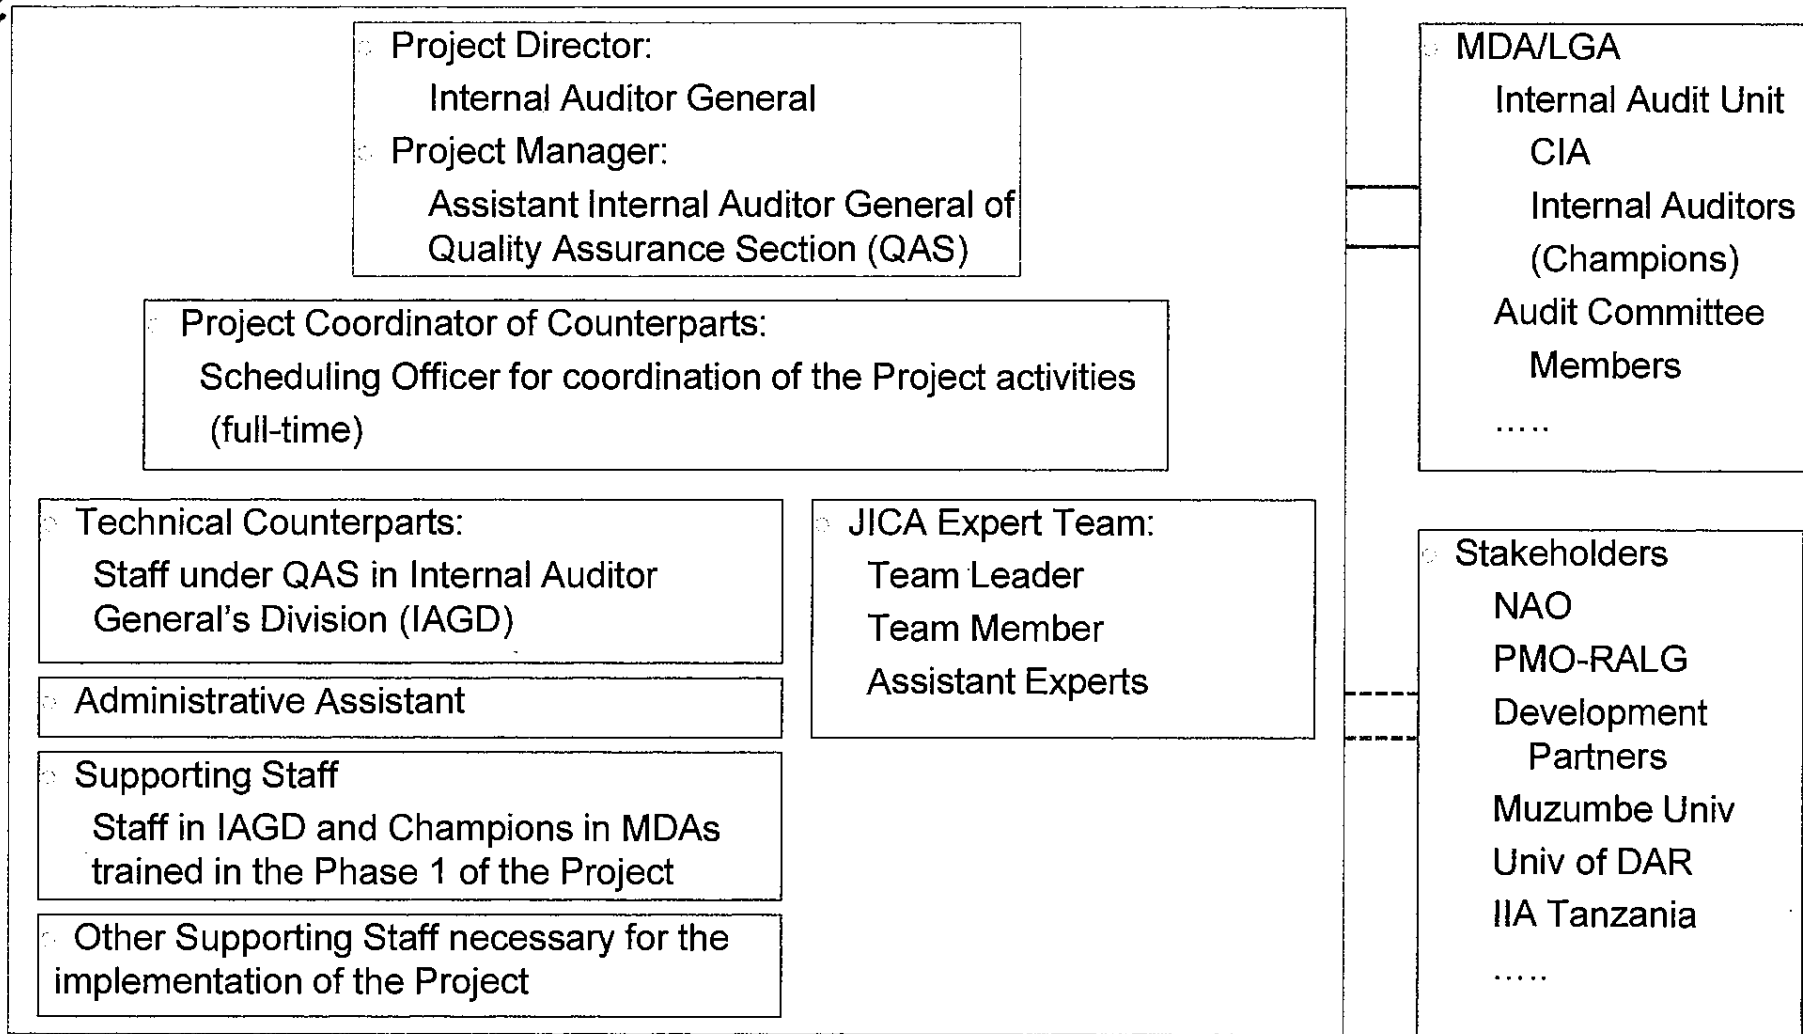 Project Director:
Internal Auditor General
Project Manager:
Assistant Internal Auditor General of
Quality Assurance Section (QAS)
Project Coordinator of Counterparts:
Scheduling Officer for coordination of the Project activities
(full-time)
Technical Counterparts:
Staff under QAS in Internal Auditor
General's Division (IAGD)
Administrative Assistant
Supporting Staff
Staff in IAGD and Champions in MDAs
trained in the Phase 1 of the Project
Other Supporting Staff necessary for the
implementation of the Project
JICA Expert Team:
Team Leader
Team Member
Assistant Experts
MDA/LGA
Internal Audit Unit
CIA
Internal Auditors
(Champions)
Audit Committee
Members
.....
Stakeholders
NAO
PMO-RALG
Development
Partners
Muzumbe Univ
Univ of DAR
IIA Tanzania
.....